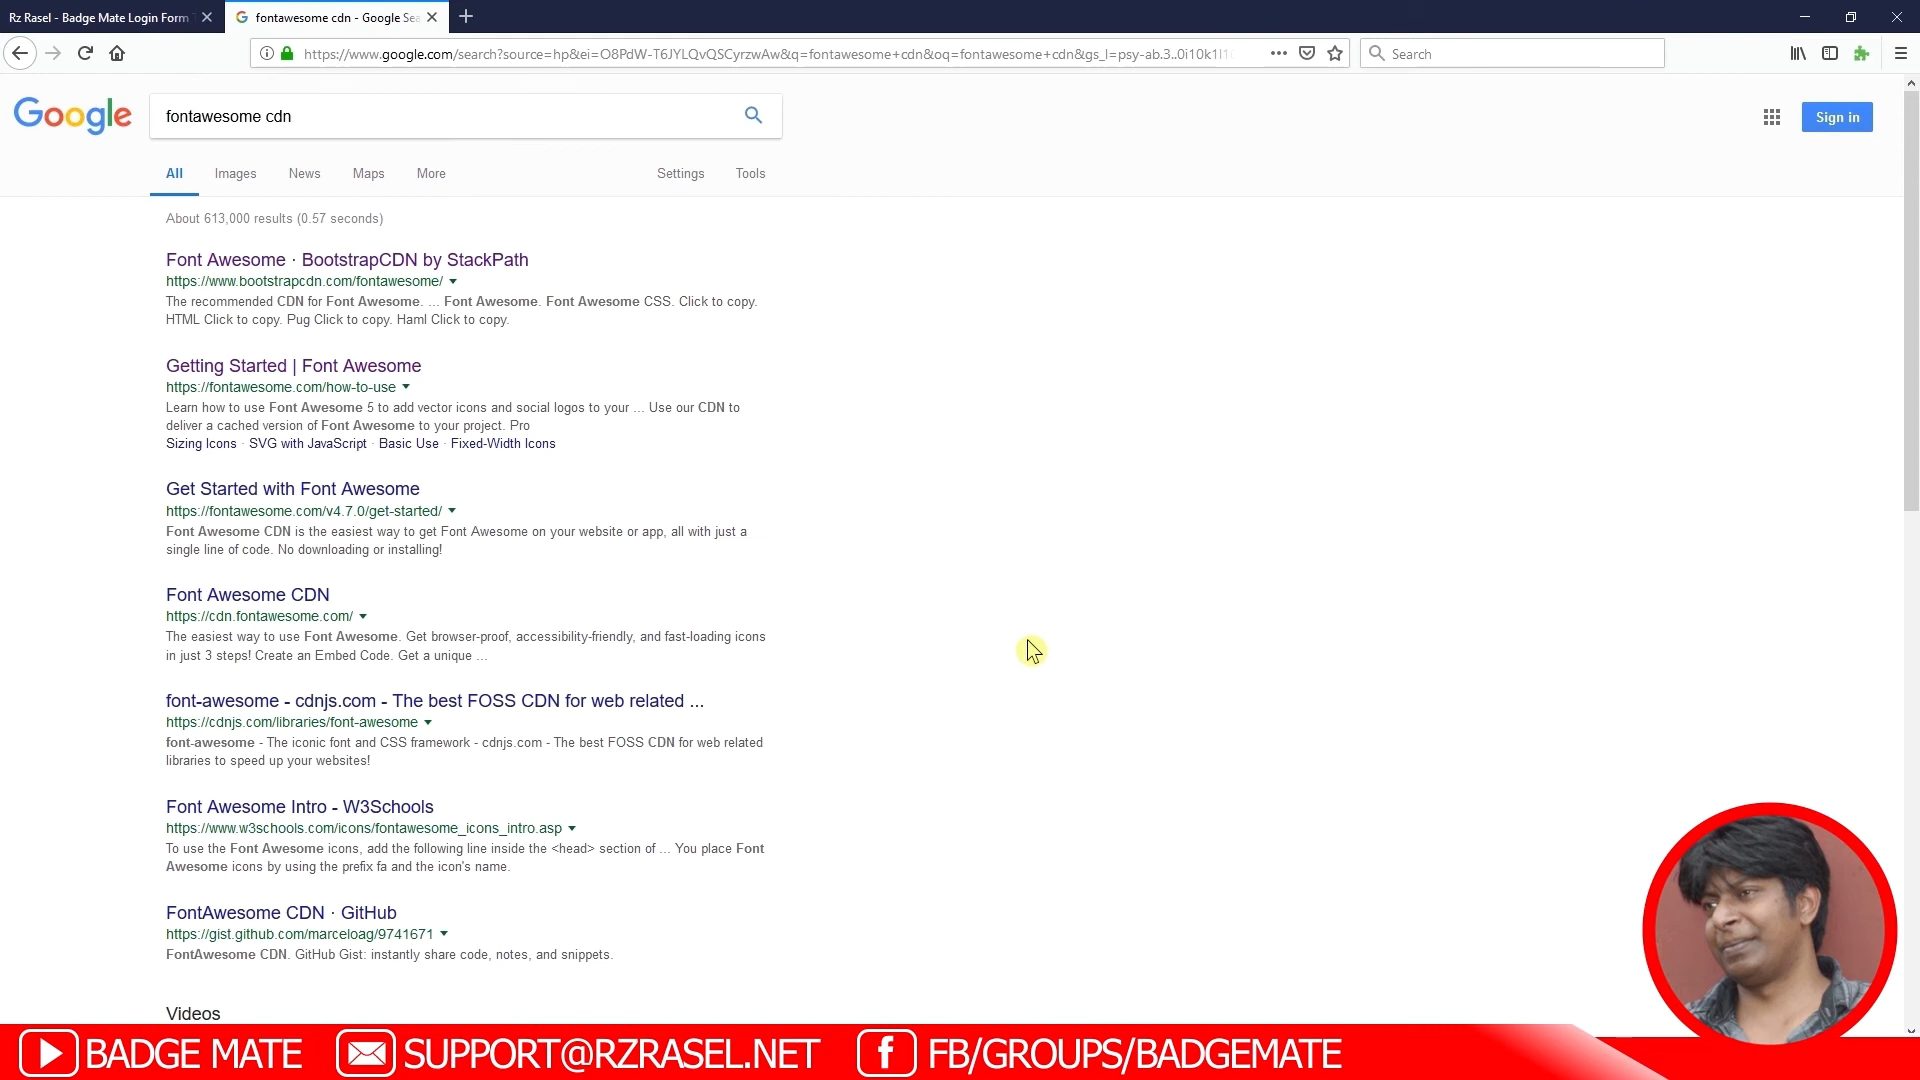 Rz Rasel - Badge Mate Login Form
fontawesome cdn - Google Sea
https://www.google.com/search?source=hp&ei=O8PdW-T6JYLQvQSCyrzwAw&q=fontawesome+cdn&oq=fontawesome+cdn&gs_l=psy-ab.3..0i10k1l1
Search
Google
fontawesome cdn
Sign in
All Images News Maps More Settings Tools
About 613,000 results (0.57 seconds)
Font Awesome · BootstrapCDN by StackPath
https://www.bootstrapcdn.com/fontawesome/
The recommended CDN for Font Awesome. ... Font Awesome. Font Awesome CSS. Click to copy.
HTML Click to copy. Pug Click to copy. Haml Click to copy.
Getting Started | Font Awesome
https://fontawesome.com/how-to-use
Learn how to use Font Awesome 5 to add vector icons and social logos to your ... Use our CDN to
deliver a cached version of Font Awesome to your project. Pro
Sizing Icons · SVG with JavaScript · Basic Use · Fixed-Width Icons
Get Started with Font Awesome
https://fontawesome.com/v4.7.0/get-started/
Font Awesome CDN is the easiest way to get Font Awesome on your website or app, all with just a
single line of code. No downloading or installing!
Font Awesome CDN
https://cdn.fontawesome.com/
The easiest way to use Font Awesome. Get browser-proof, accessibility-friendly, and fast-loading icons
in just 3 steps! Create an Embed Code. Get a unique ...
font-awesome - cdnjs.com - The best FOSS CDN for web related ...
https://cdnjs.com/libraries/font-awesome
font-awesome - The iconic font and CSS framework - cdnjs.com - The best FOSS CDN for web related
libraries to speed up your websites!
Font Awesome Intro - W3Schools
https://www.w3schools.com/icons/fontawesome_icons_intro.asp
To use the Font Awesome icons, add the following line inside the <head> section of ... You place Font
Awesome icons by using the prefix fa and the icon's name.
FontAwesome CDN · GitHub
https://gist.github.com/marceloag/9741671
FontAwesome CDN. GitHub Gist: instantly share code, notes, and snippets.
Videos
BADGE MATE SUPPORT@RZRASEL.NET FB/GROUPS/BADGEMATE